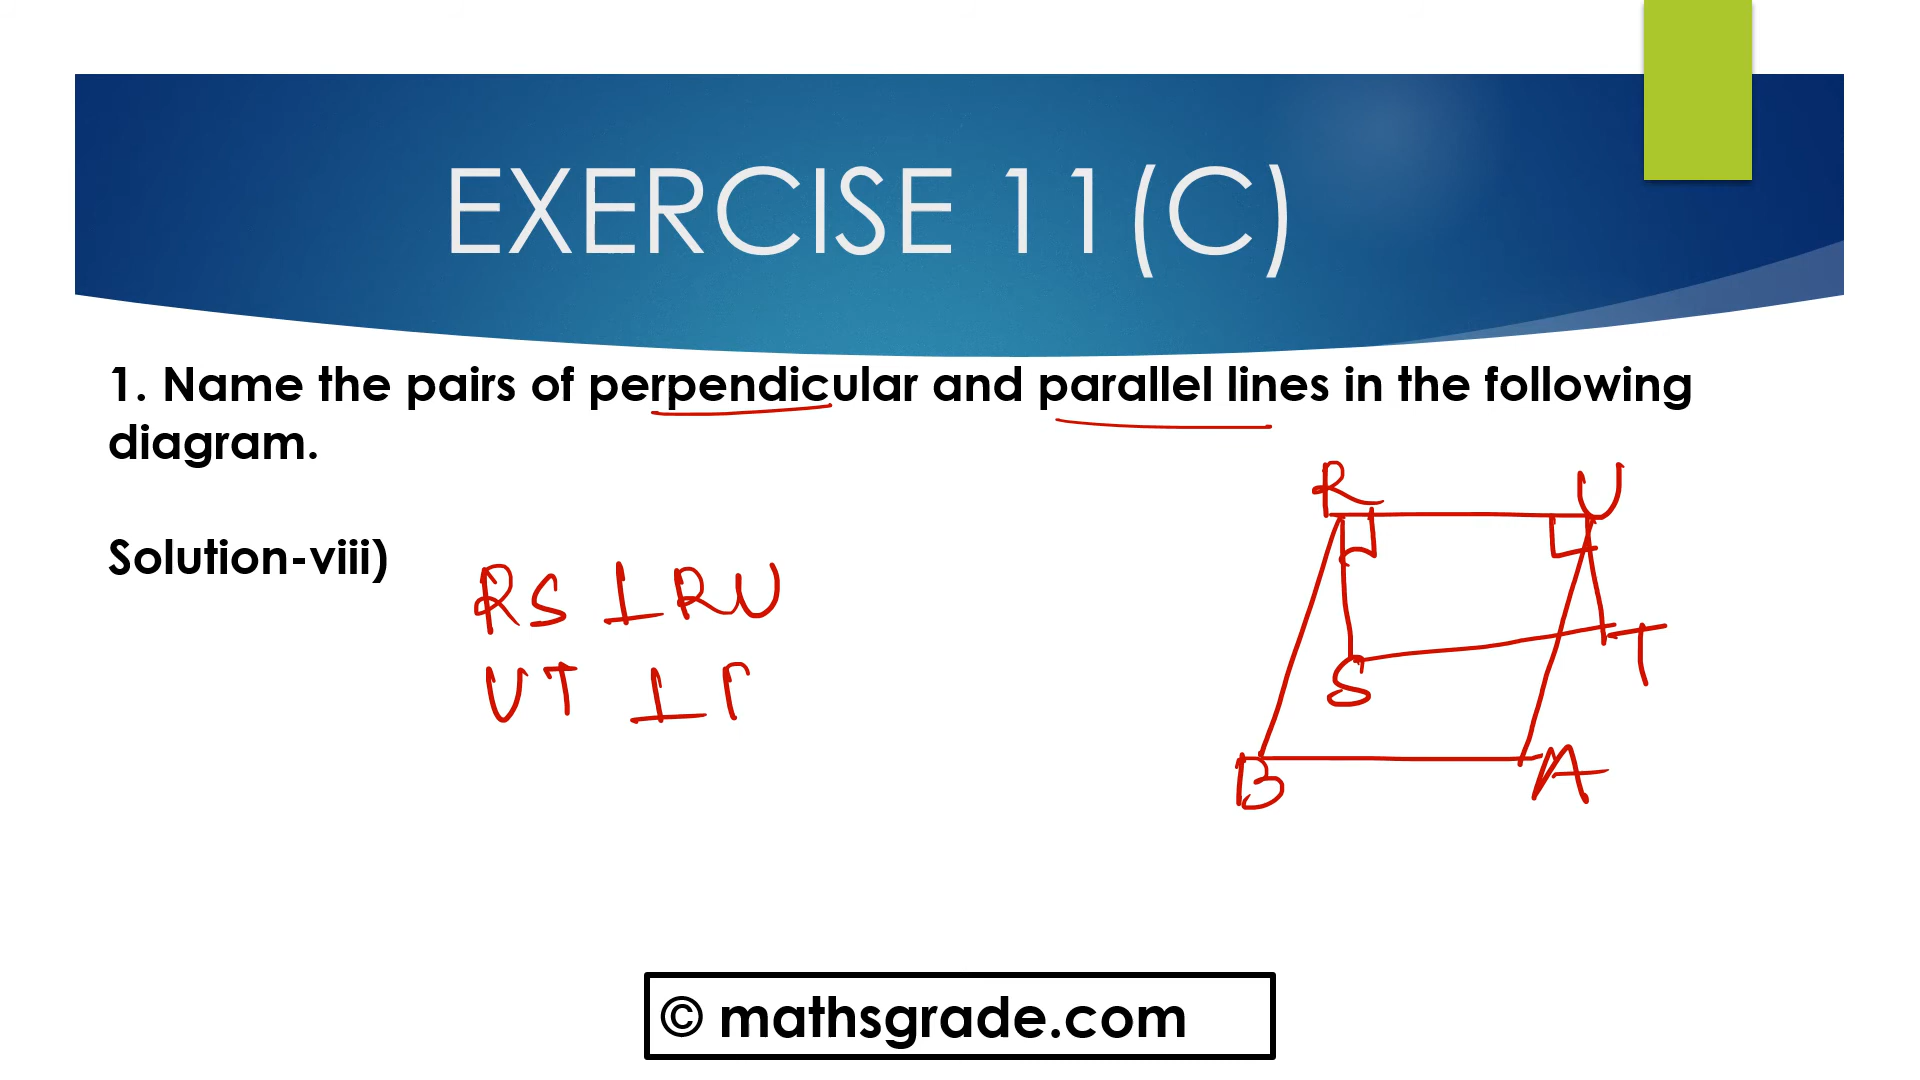 EXERCISE 11(C)
1. Name the pairs of perpendicular and parallel lines in the following
diagram.
R U
Solution-viii)
RS ⊥ RU
UT ⊥
S T
B A
© mathsgrade.com